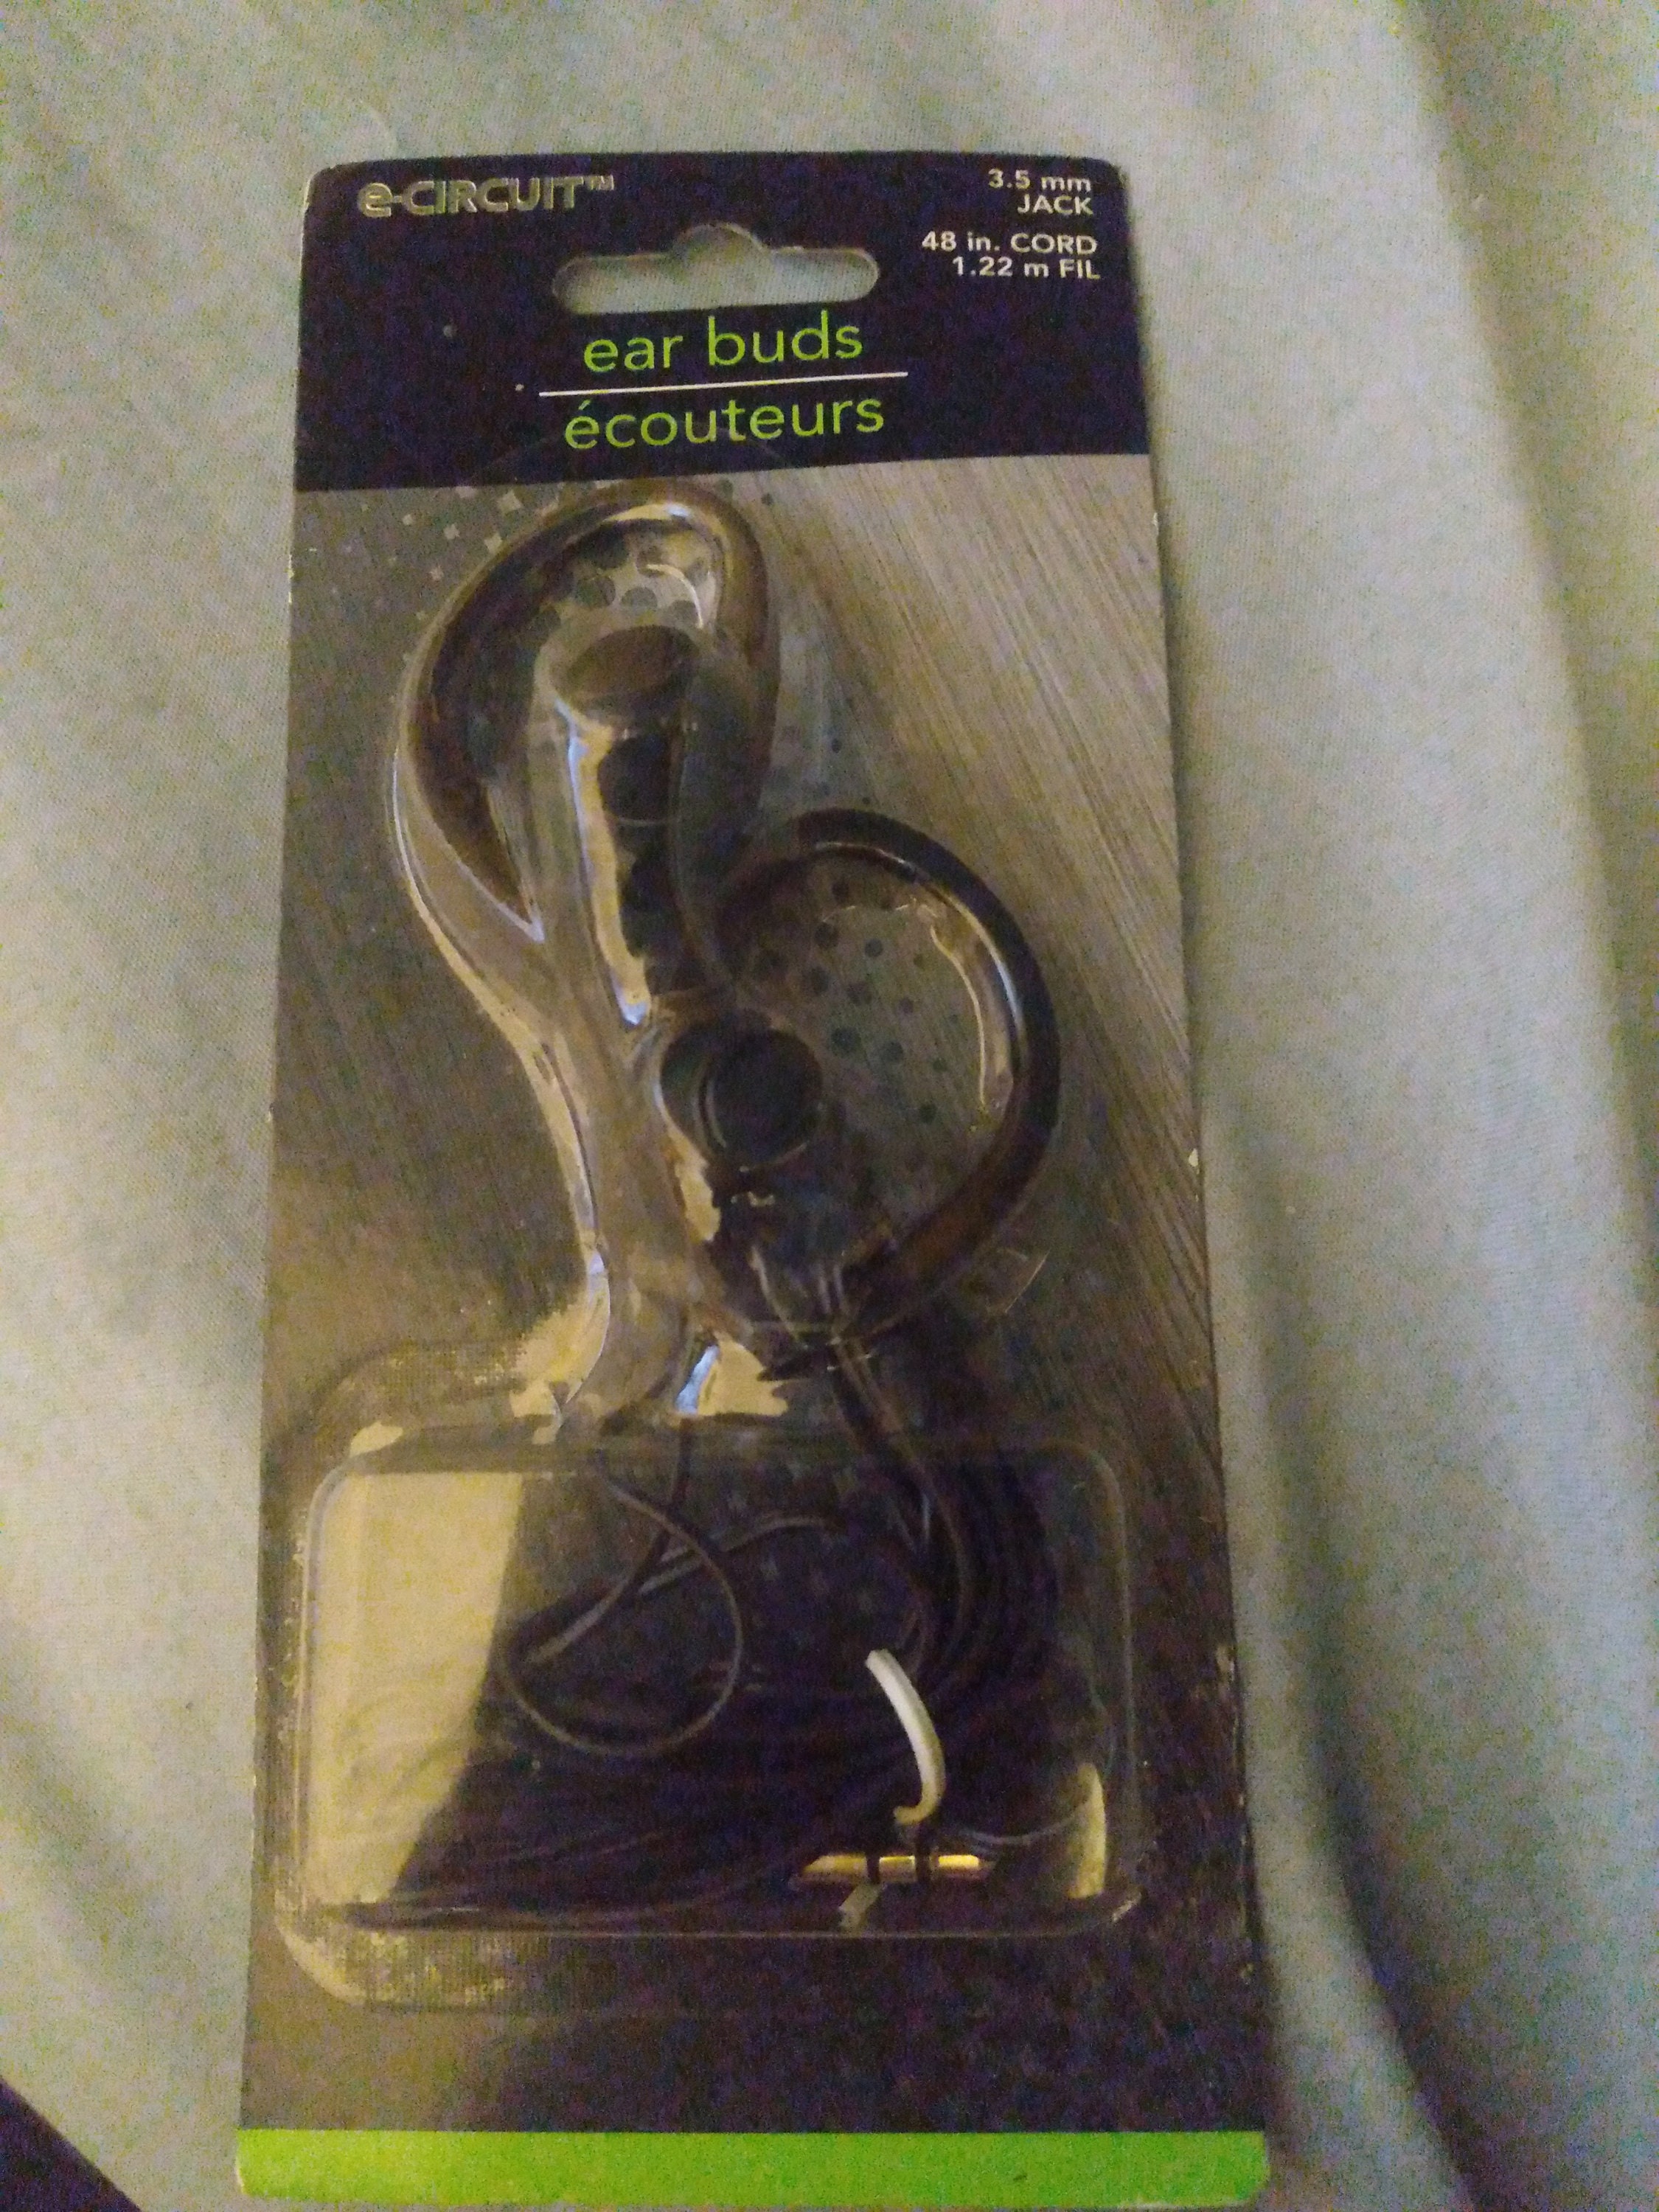 e-CIRCUIT™
3.5 mm
JACK
48 in. CORD
1.22 m FIL
ear buds
écouteurs